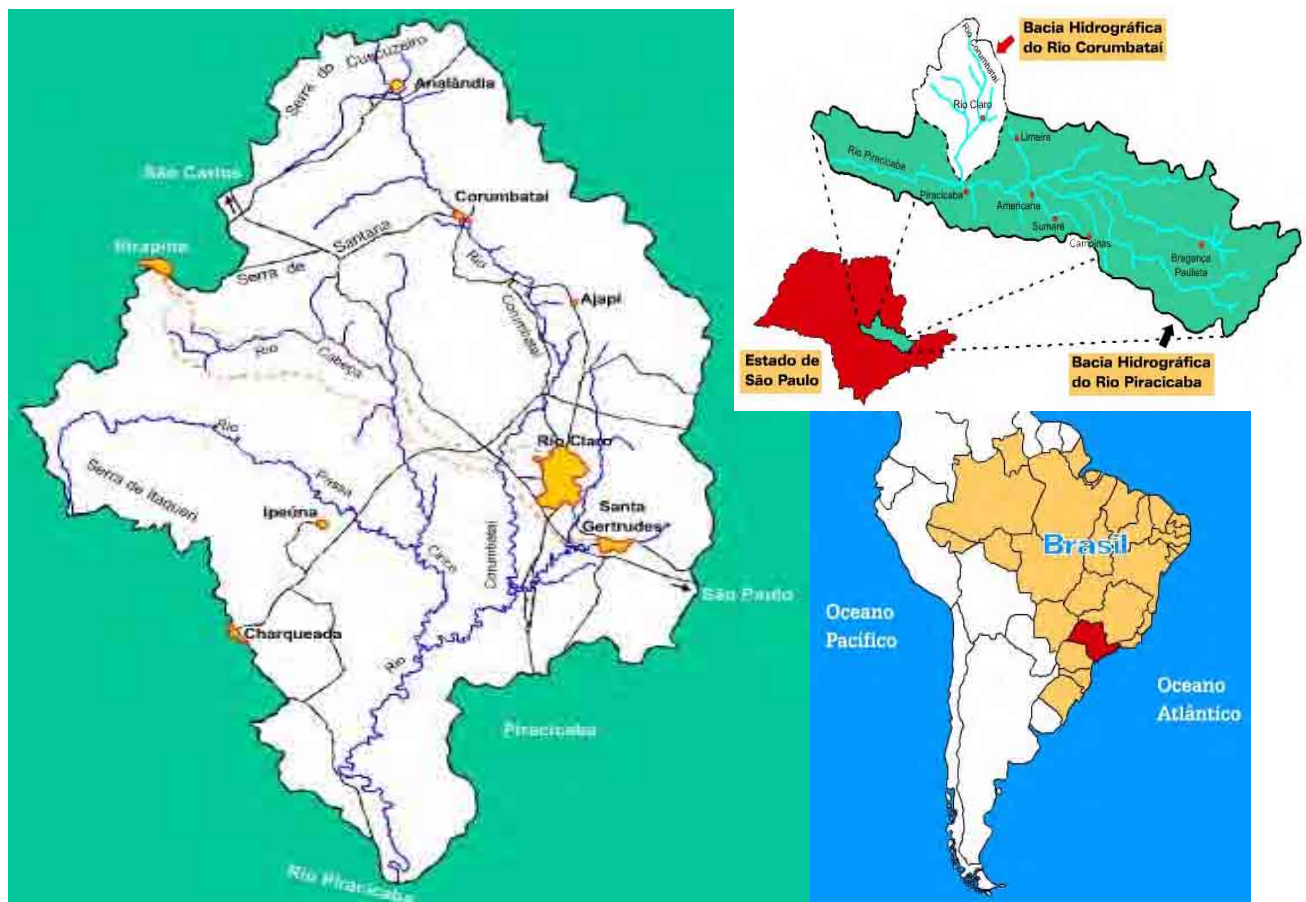 Serra do Cuscuzeiro
Analândia
São Carlos
Corumbataí
Itirapina
Serra de Santana
Rio
Corumbataí
Ajapi
Rio
Cabeça
Rio
Passa
Cinco
Serra de Itaqueri
Rio Claro
Ipeúna
Santa
Gertrudes
Corumbataí
São Paulo
Charqueada
Rio
Piracicaba
Rio Piracicaba
Bacia Hidrográfica
do Rio Corumbataí
Rio Corumbataí
Rio Claro
Limeira
Rio Piracicaba
Piracicaba
Americana
Sumaré
Campinas
Bragança
Paulista
Estado de
São Paulo
Bacia Hidrográfica
do Rio Piracicaba
Brasil
Oceano
Pacífico
Oceano
Atlântico